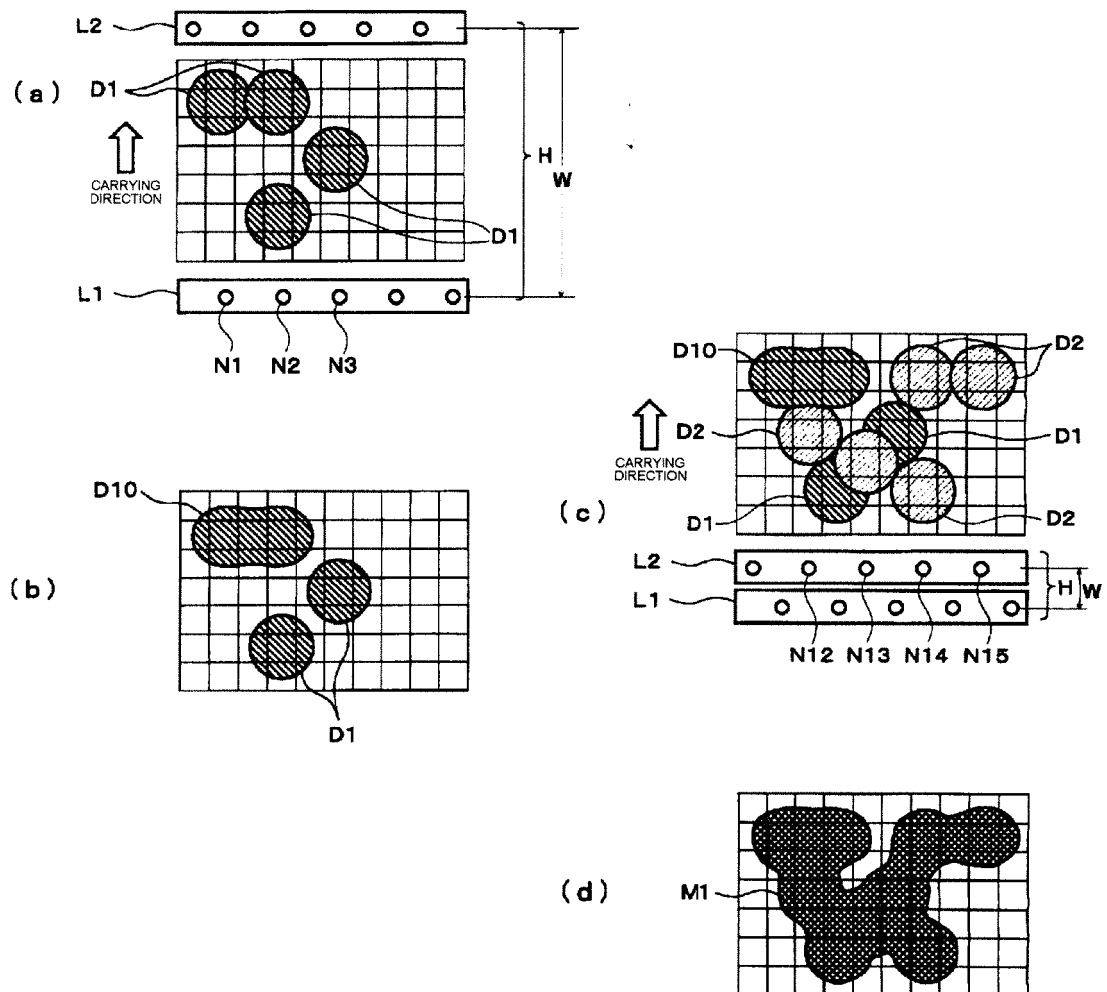 L2
(a)
D1
CARRYING
DIRECTION
H
W
D1
L1
N1 N2 N3
D10
(b)
D1
D10
D2
D2
D1
CARRYING
DIRECTION
(c)
D1
D2
L2
H
W
L1
N12 N13 N14 N15
(d)
M1